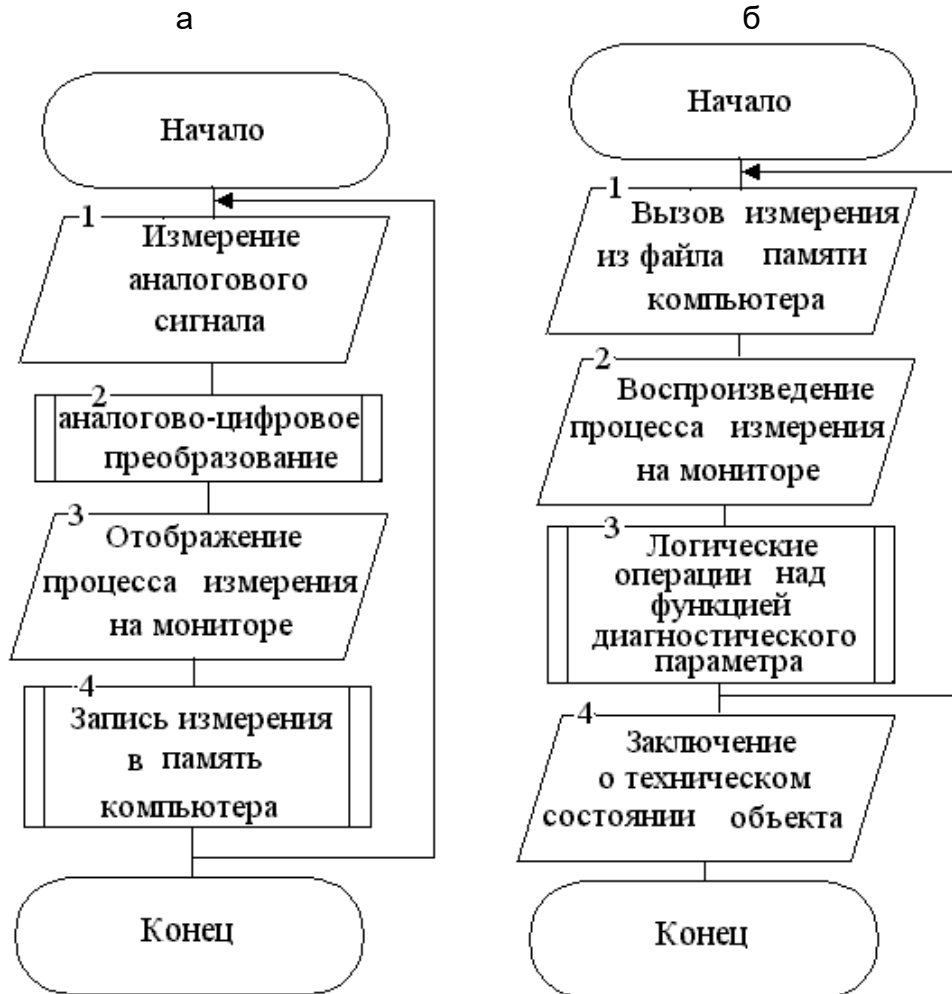 а
Начало
1
Измерение
аналогового
сигнала
2
аналогово-цифровое
преобразование
3
Отображение
процесса измерения
на мониторе
4
Запись измерения
в память
компьютера
Конец
б
Начало
1
Вызов измерения
из файла памяти
компьютера
2
Воспроизведение
процесса измерения
на мониторе
3
Логические
операции над
функцией
диагностического
параметра
4
Заключение
о техническом
состоянии объекта
Конец